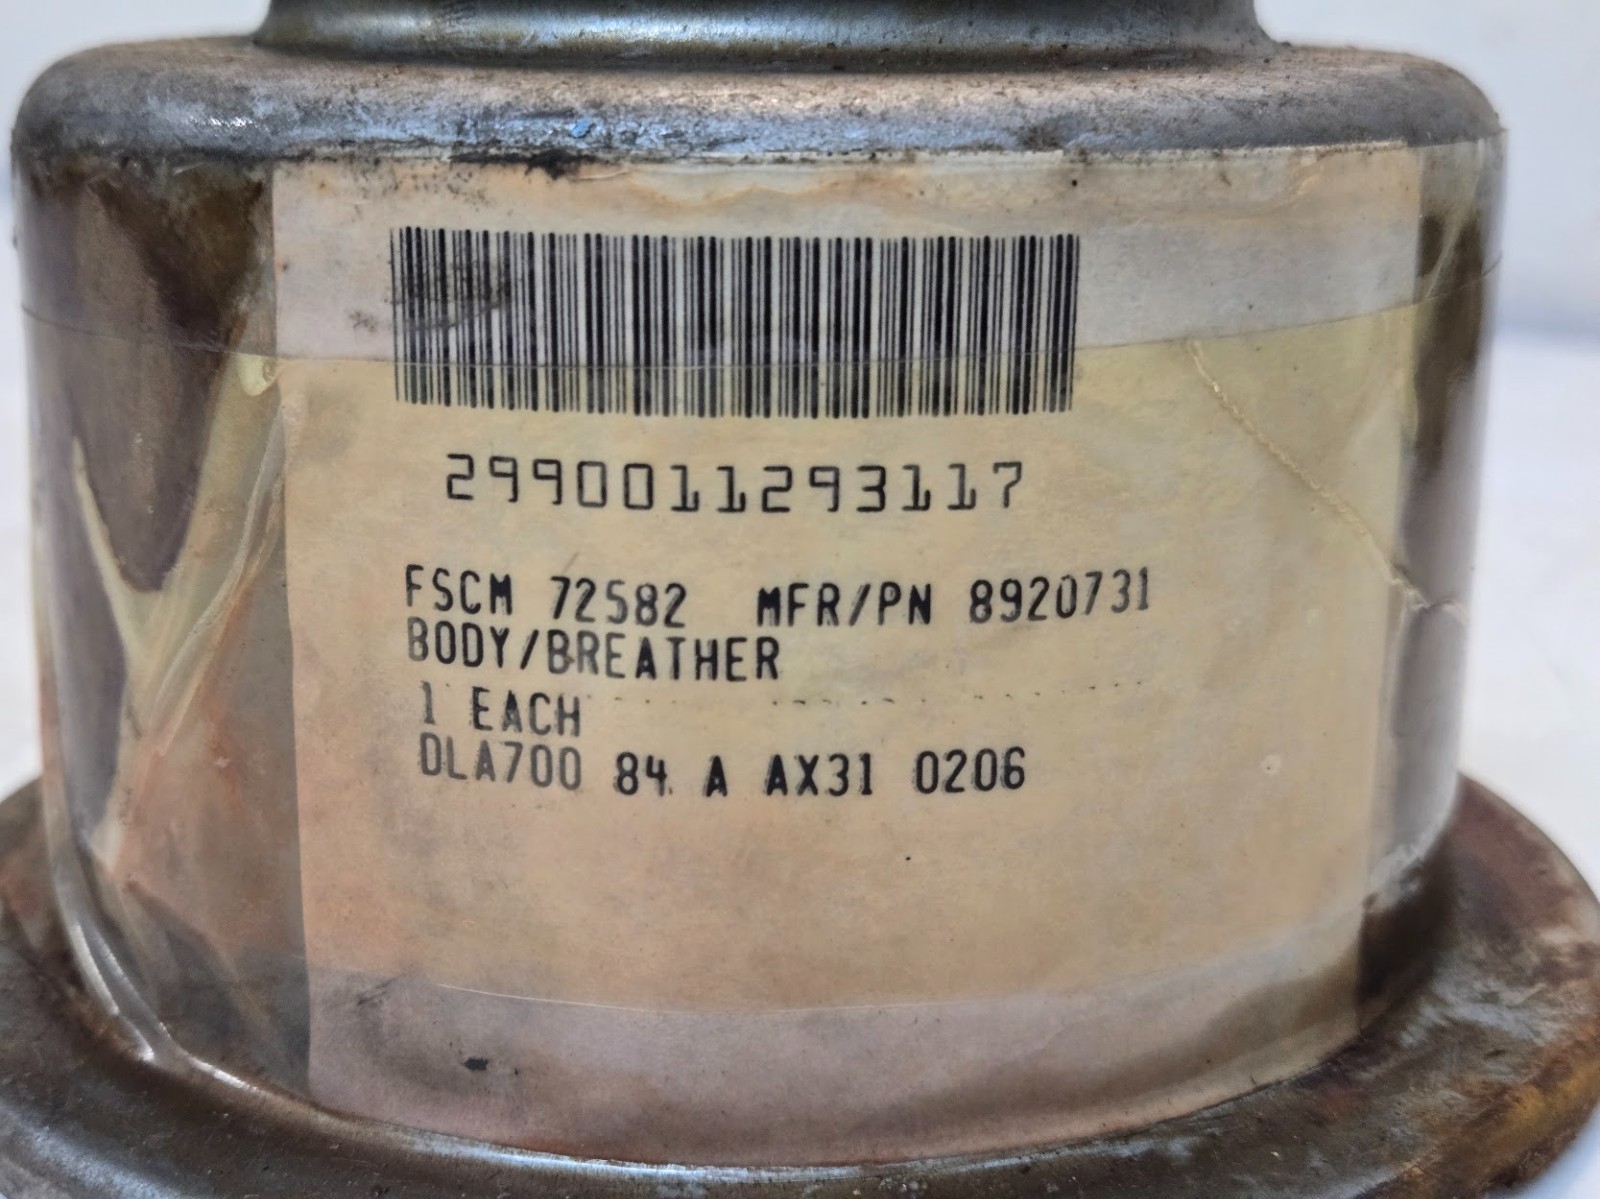 2990011293117
FSCM 72582 MFR/PN 8920731
BODY/BREATHER
1 EACH
DLA700 84 A AX31 0206